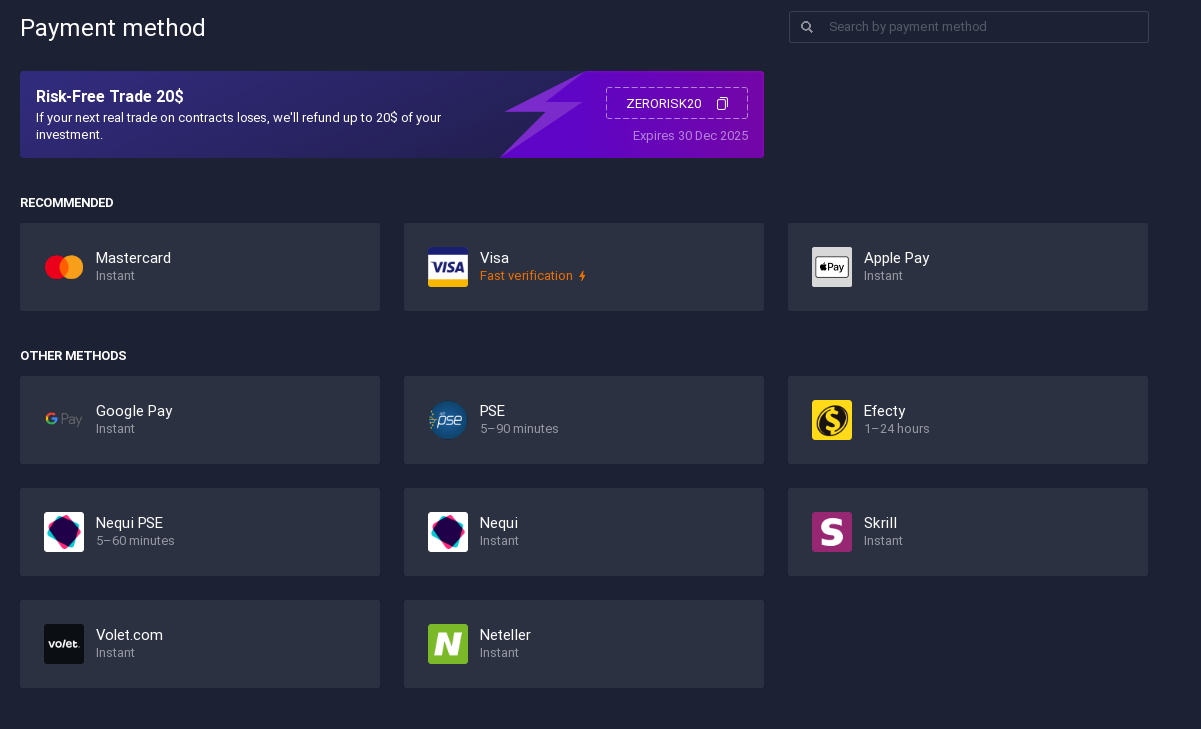 Payment method
Search by payment method
Risk-Free Trade 20$
If your next real trade on contracts loses, we'll refund up to 20$ of your
investment.
ZERORISK20
Expires 30 Dec 2025
RECOMMENDED
Mastercard
Instant
VISA
Visa
Fast verification
Pay
Apple Pay
Instant
OTHER METHODS
G Pay
Google Pay
Instant
pse
PSE
5–90 minutes
$
Efecty
1–24 hours
Nequi PSE
5–60 minutes
Nequi
Instant
S
Skrill
Instant
volet
Volet.com
Instant
N
Neteller
Instant